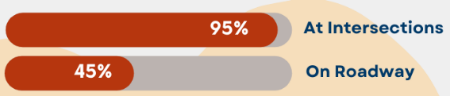 95% At Intersections
45% On Roadway